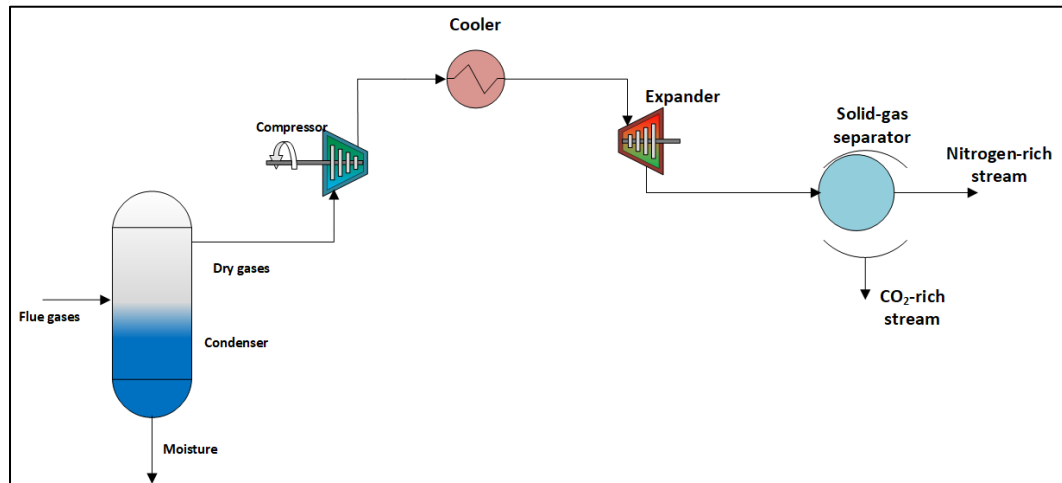 Cooler
Compressor
Expander
Solid-gas
separator
Nitrogen-rich
stream
Dry gases
Flue gases
CO₂-rich
stream
Condenser
Moisture